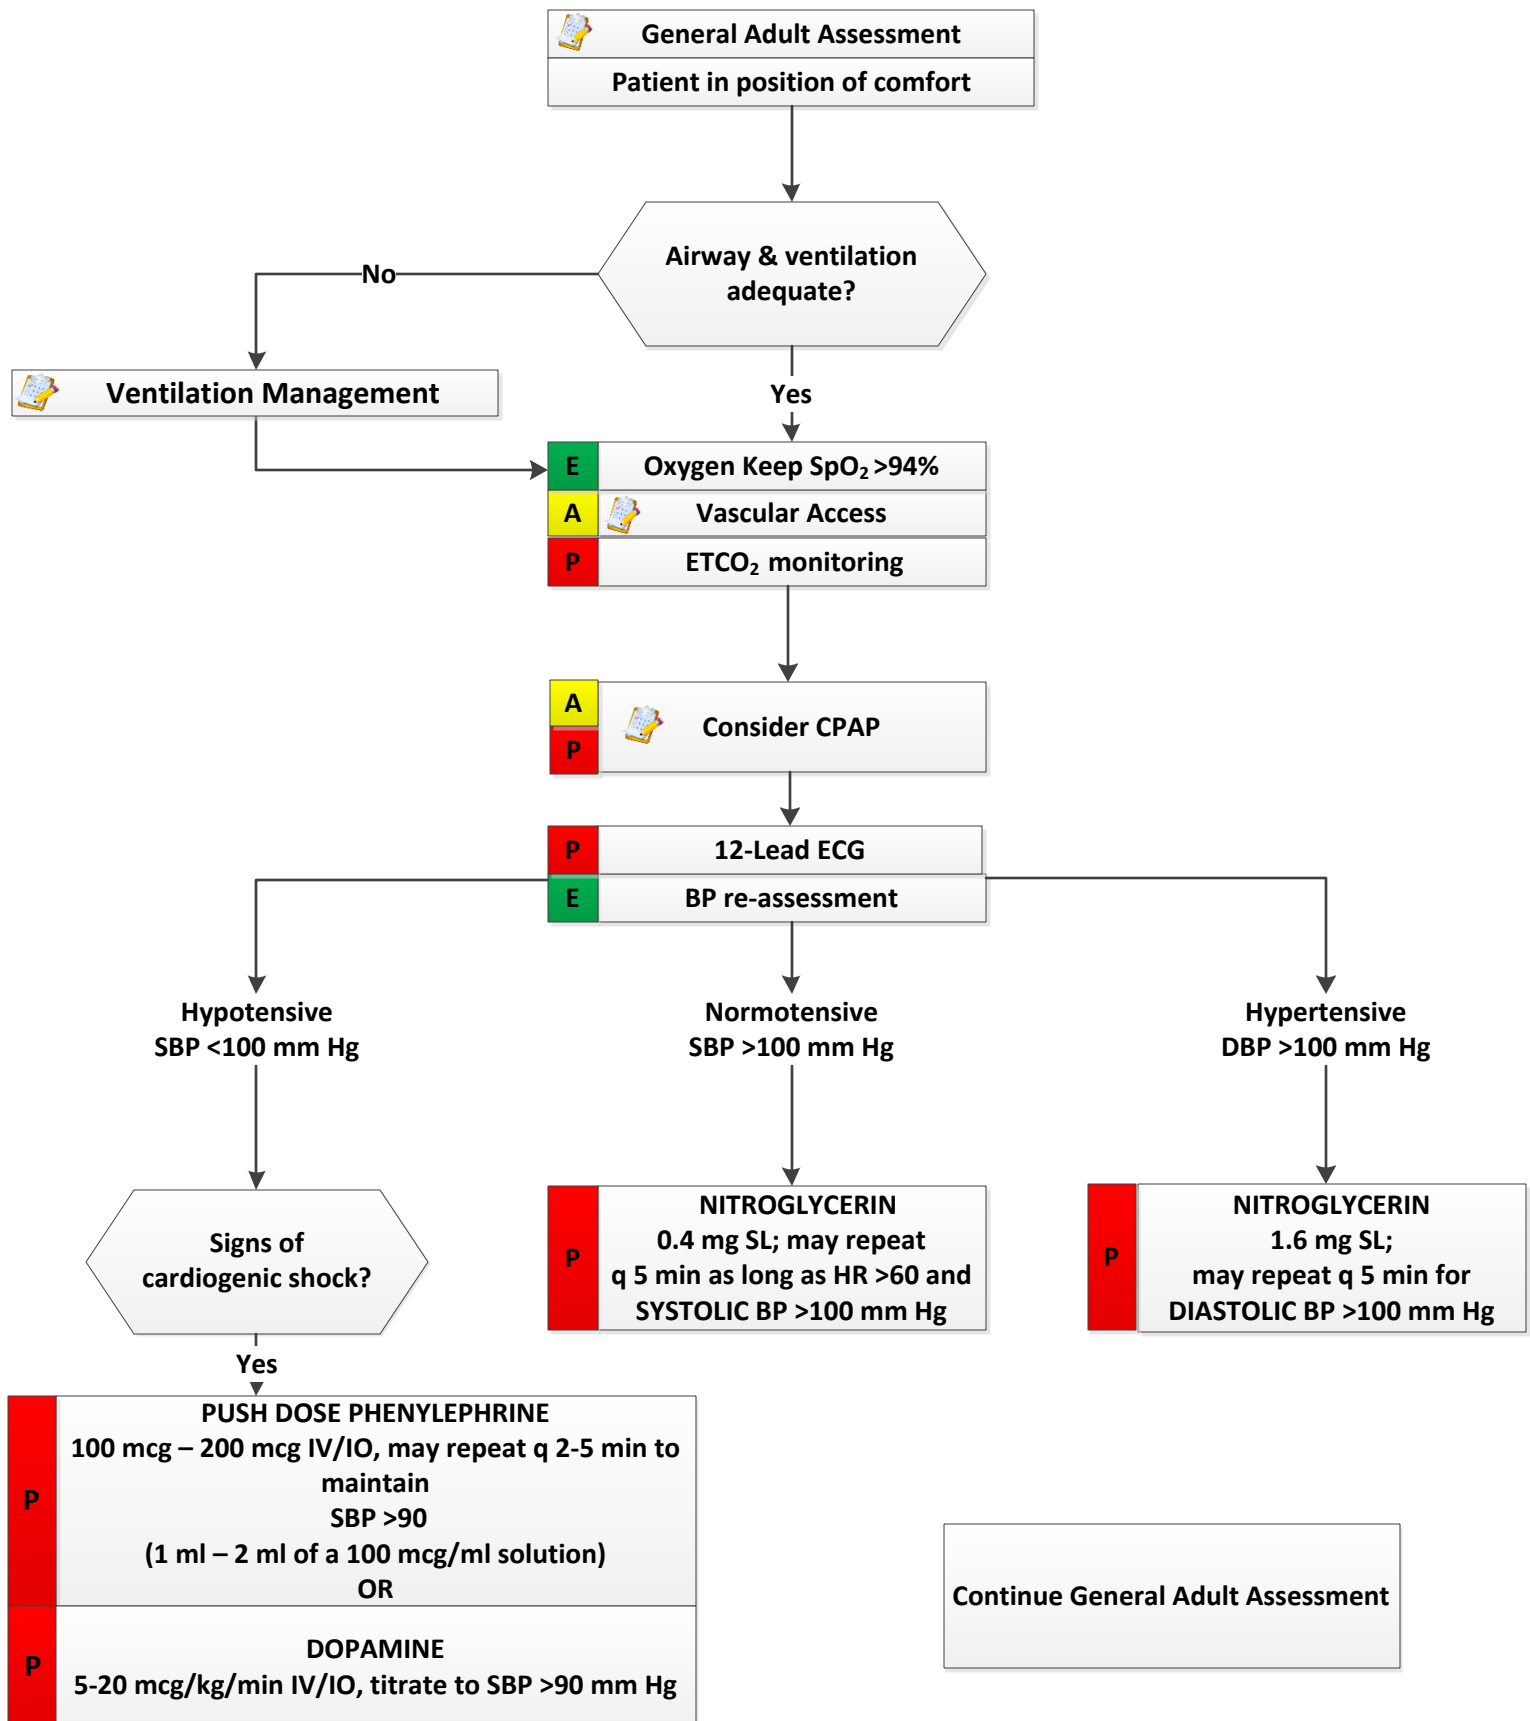 General Adult Assessment
Patient in position of comfort
Airway & ventilation
adequate?
No
Yes
Ventilation Management
E
Oxygen Keep SpO₂ >94%
A
Vascular Access
P
ETCO₂ monitoring
A
P
Consider CPAP
P
12-Lead ECG
E
BP re-assessment
Hypotensive
SBP <100 mm Hg
Normotensive
SBP >100 mm Hg
Hypertensive
DBP >100 mm Hg
Signs of
cardiogenic shock?
P
NITROGLYCERIN
0.4 mg SL; may repeat
q 5 min as long as HR >60 and
SYSTOLIC BP >100 mm Hg
P
NITROGLYCERIN
1.6 mg SL;
may repeat q 5 min for
DIASTOLIC BP >100 mm Hg
Yes
P
PUSH DOSE PHENYLEPHRINE
100 mcg – 200 mcg IV/IO, may repeat q 2-5 min to
maintain
SBP >90
(1 ml – 2 ml of a 100 mcg/ml solution)
OR
P
DOPAMINE
5-20 mcg/kg/min IV/IO, titrate to SBP >90 mm Hg
Continue General Adult Assessment